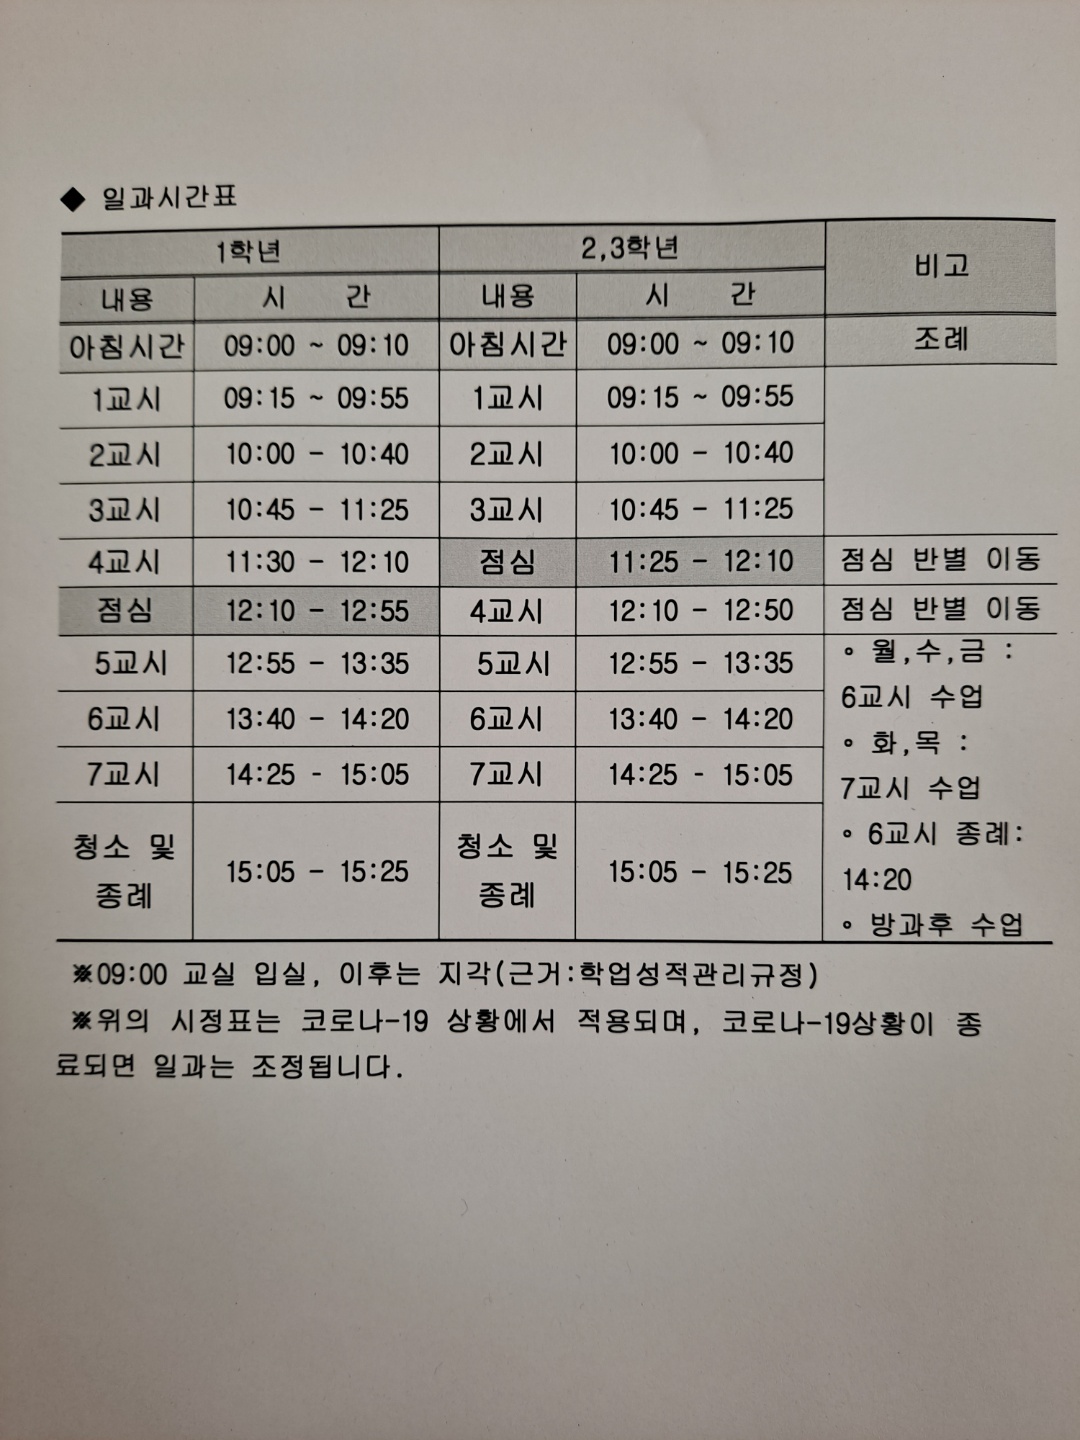 ◆ 일과시간표
1학년 2,3학년 비고
내용 시 간 내용 시 간
아침시간 09:00 ~ 09:10 아침시간 09:00 ~ 09:10 조례
1교시 09:15 ~ 09:55 1교시 09:15 ~ 09:55
2교시 10:00 - 10:40 2교시 10:00 - 10:40
3교시 10:45 - 11:25 3교시 10:45 - 11:25
4교시 11:30 - 12:10 점심 11:25 - 12:10 점심 반별 이동
점심 12:10 - 12:55 4교시 12:10 - 12:50 점심 반별 이동
5교시 12:55 - 13:35 5교시 12:55 - 13:35
6교시 13:40 - 14:20 6교시 13:40 - 14:20
7교시 14:25 - 15:05 7교시 14:25 - 15:05
청소 및 종례 15:05 - 15:25 청소 및 종례 15:05 - 15:25
∘ 월,수,금 :
6교시 수업
∘ 화,목 :
7교시 수업
∘ 6교시 종례:
14:20
∘ 방과후 수업
※09:00 교실 입실, 이후는 지각(근거:학업성적관리규정)
※위의 시정표는 코로나-19 상황에서 적용되며, 코로나-19상황이 종
료되면 일과는 조정됩니다.